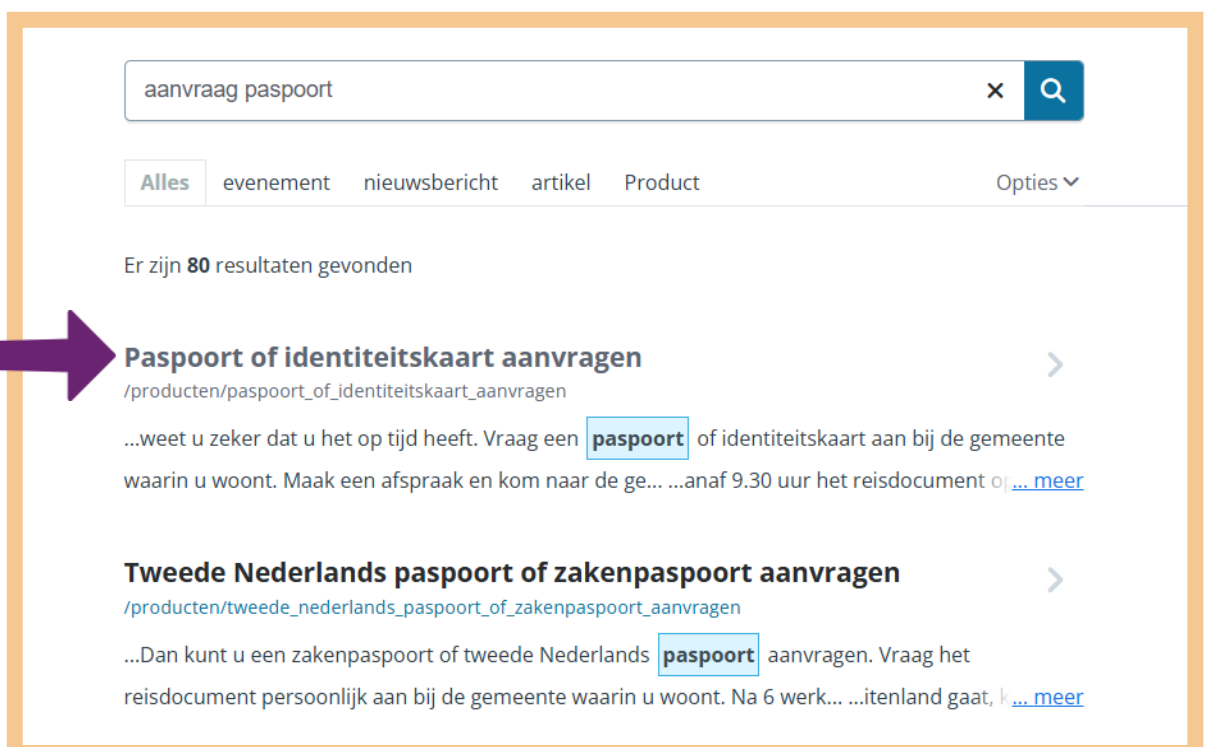 aanvraag paspoort
Alles evenement nieuwsbericht artikel Product Opties
Er zijn 80 resultaten gevonden
Paspoort of identiteitskaart aanvragen
/producten/paspoort_of_identiteitskaart_aanvragen
...weet u zeker dat u het op tijd heeft. Vraag een paspoort of identiteitskaart aan bij de gemeente
waarin u woont. Maak een afspraak en kom naar de ge... ...anaf 9.30 uur het reisdocument ... meer
Tweede Nederlands paspoort of zakenpaspoort aanvragen
/producten/tweede_nederlands_paspoort_of_zakenpaspoort_aanvragen
...Dan kunt u een zakenpaspoort of tweede Nederlands paspoort aanvragen. Vraag het
reisdocument persoonlijk aan bij de gemeente waarin u woont. Na 6 werk... ...itenland gaat, ... meer